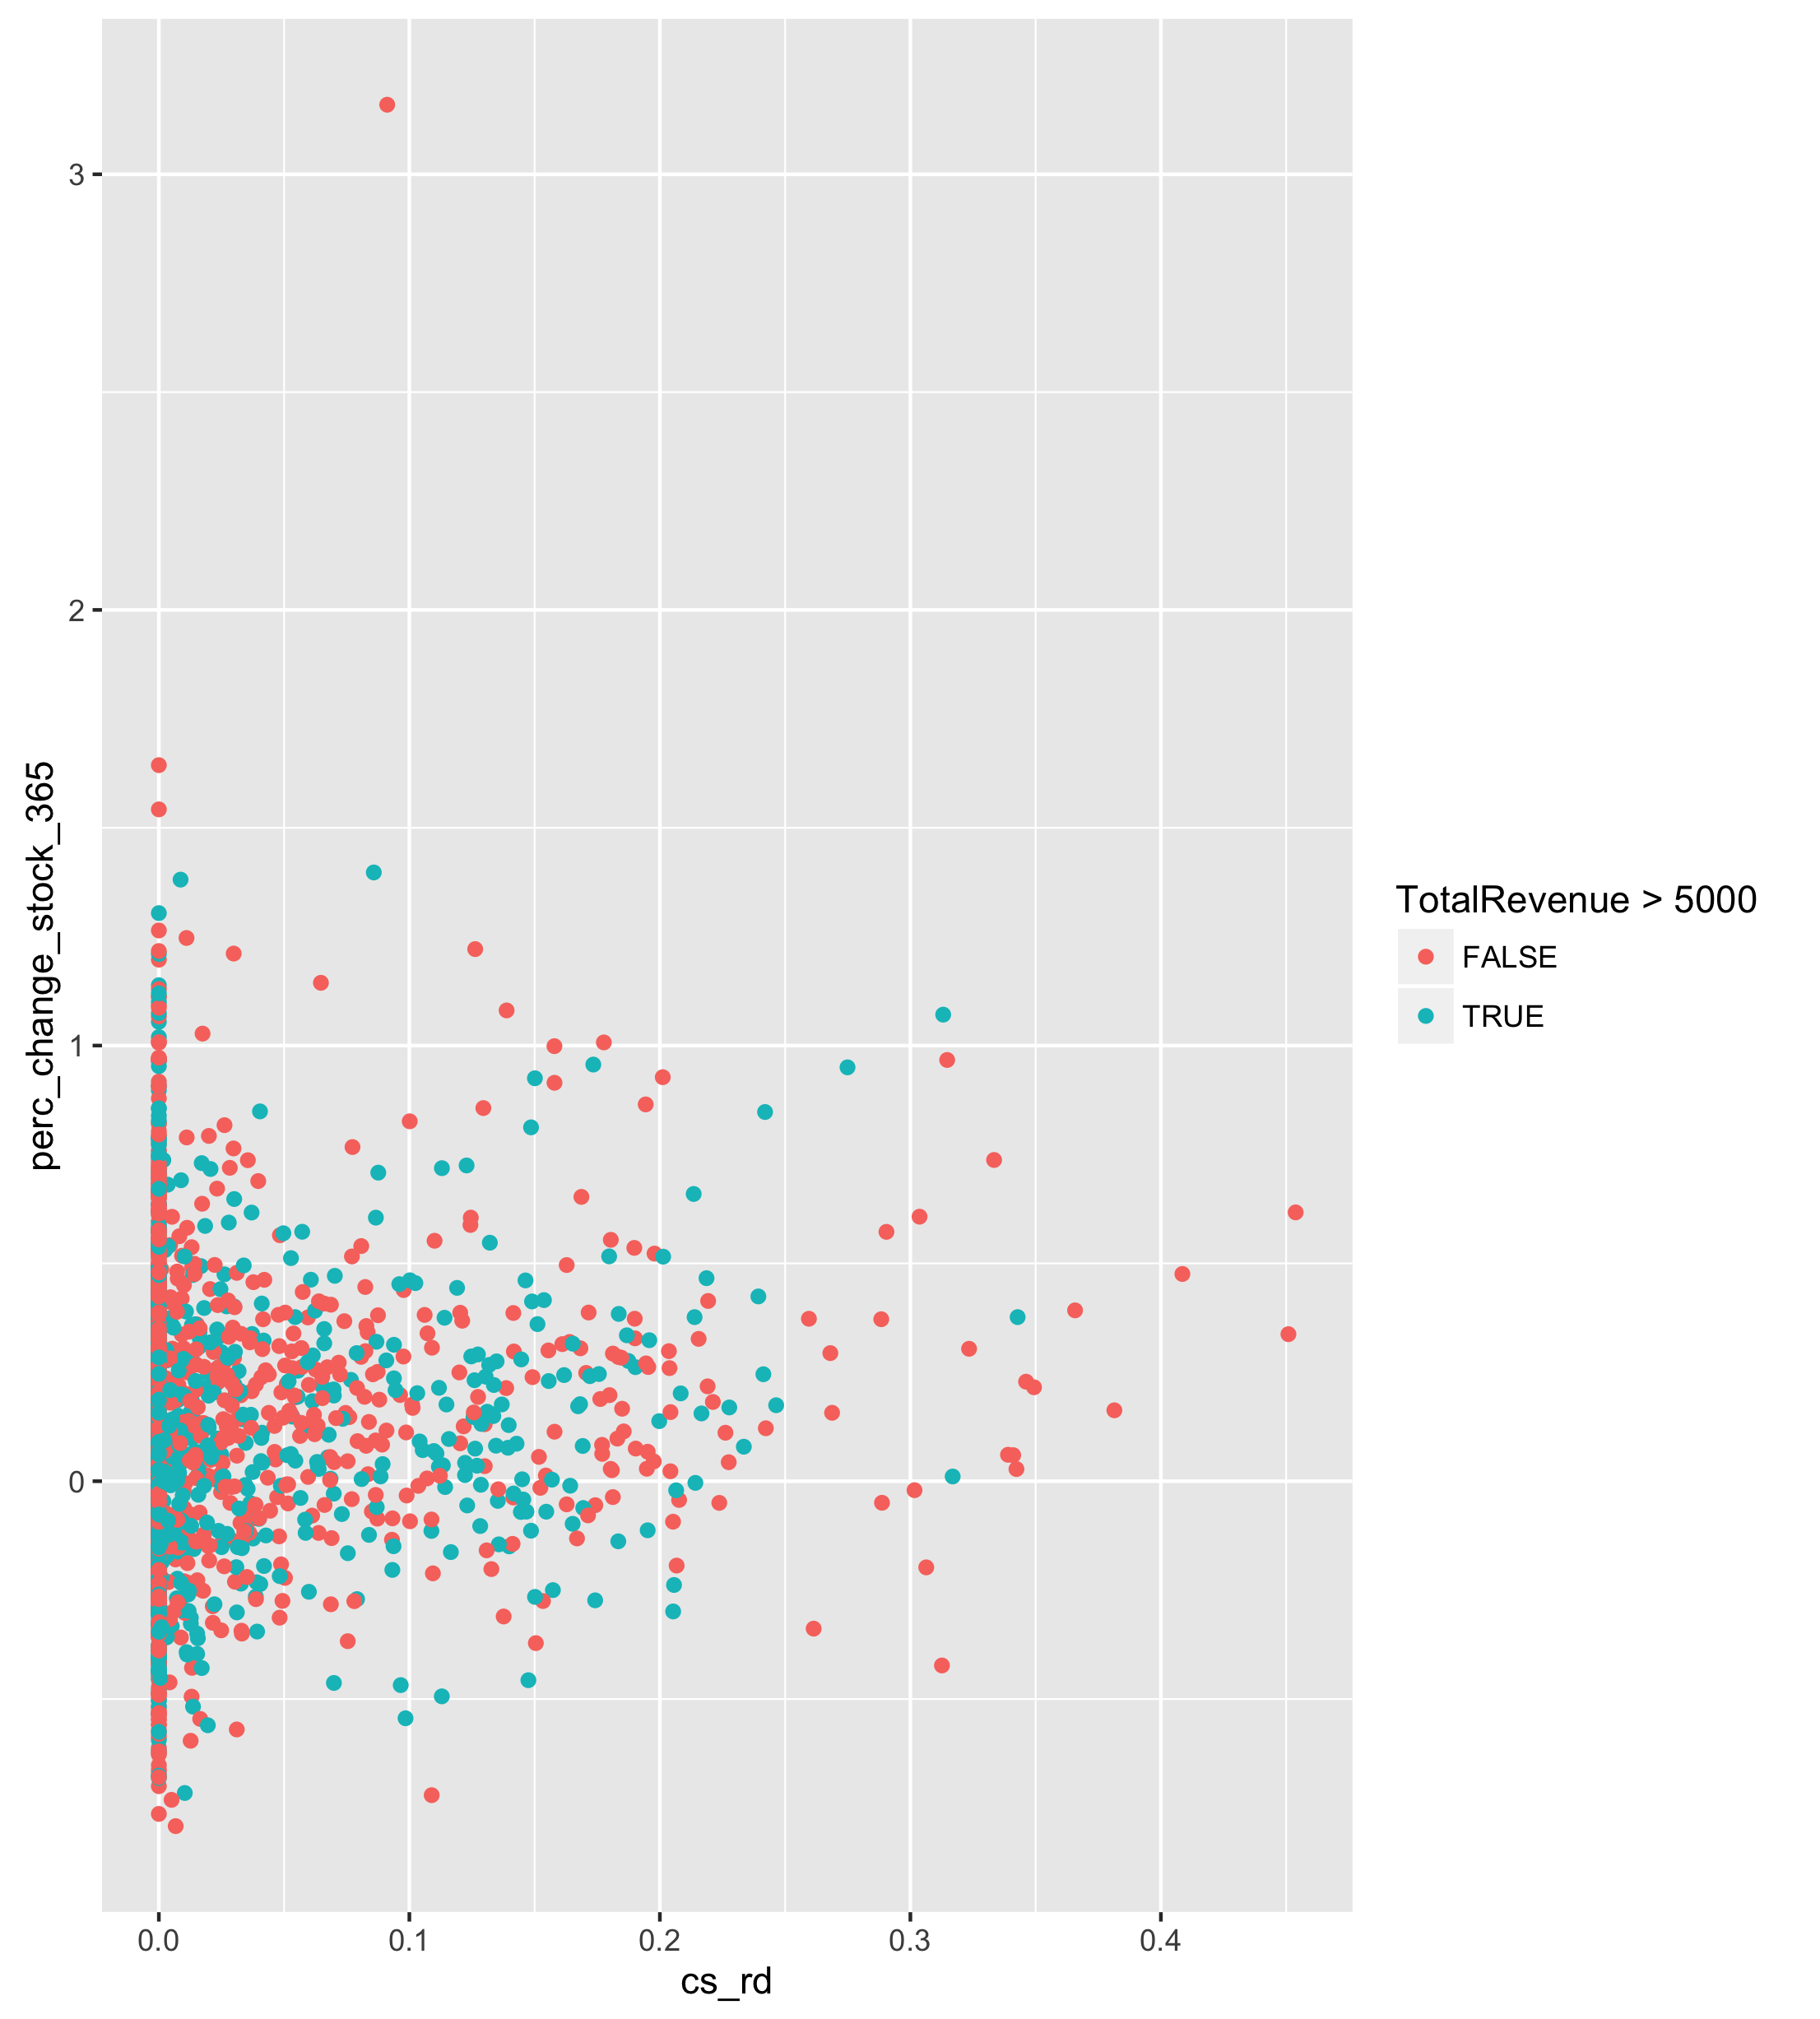 perc_change_stock_365
3
2
1
0
0.0 0.1 0.2 0.3 0.4
cs_rd
TotalRevenue > 5000
FALSE
TRUE